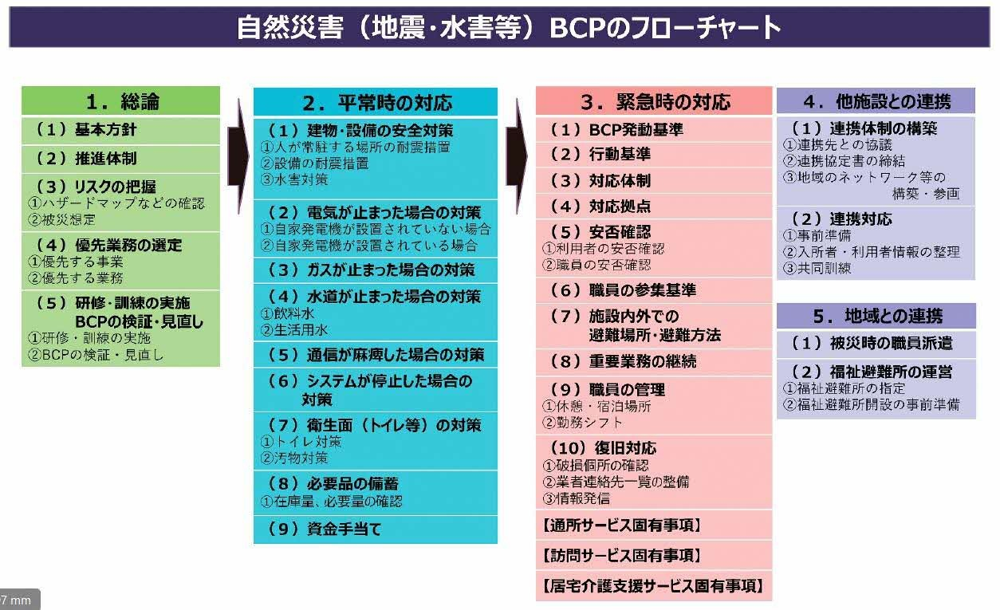 自然災害（地震・水害等）BCPのフローチャート
１．総論
（１）基本方針
（２）推進体制
（３）リスクの把握
①ハザードマップなどの確認
②被災想定
（４）優先業務の選定
①優先する事業
②優先する業務
（５）研修・訓練の実施
BCPの検証・見直し
①研修・訓練の実施
②BCPの検証・見直し
２．平常時の対応
（１）建物・設備の安全対策
①人が常駐する場所の耐震措置
②設備の耐震措置
③水害対策
（２）電気が止まった場合の対策
①自家発電機が設置されていない場合
②自家発電機が設置されている場合
（３）ガスが止まった場合の対策
（４）水道が止まった場合の対策
①飲料水
②生活用水
（５）通信が麻痺した場合の対策
（６）システムが停止した場合の
対策
（７）衛生面（トイレ等）の対策
①トイレ対策
②汚物対策
（８）必要品の備蓄
①在庫量、必要量の確認
（９）資金手当て
３．緊急時の対応
（１）BCP発動基準
（２）行動基準
（３）対応体制
（４）対応拠点
（５）安否確認
①利用者の安否確認
②職員の安否確認
（６）職員の参集基準
（７）施設内外での
避難場所・避難方法
（８）重要業務の継続
（９）職員の管理
①休憩・宿泊場所
②勤務シフト
（10）復旧対応
①破損個所の確認
②業者連絡先一覧の整備
③情報発信
【通所サービス固有事項】
【訪問サービス固有事項】
【居宅介護支援サービス固有事項】
４．他施設との連携
（１）連携体制の構築
①連携先との協議
②連携協定書の締結
③地域のネットワーク等の
構築・参画
（２）連携対応
①事前準備
②入所者・利用者情報の整理
③共同訓練
５．地域との連携
（１）被災時の職員派遣
（２）福祉避難所の運営
①福祉避難所の指定
②福祉避難所開設の事前準備
7 mm